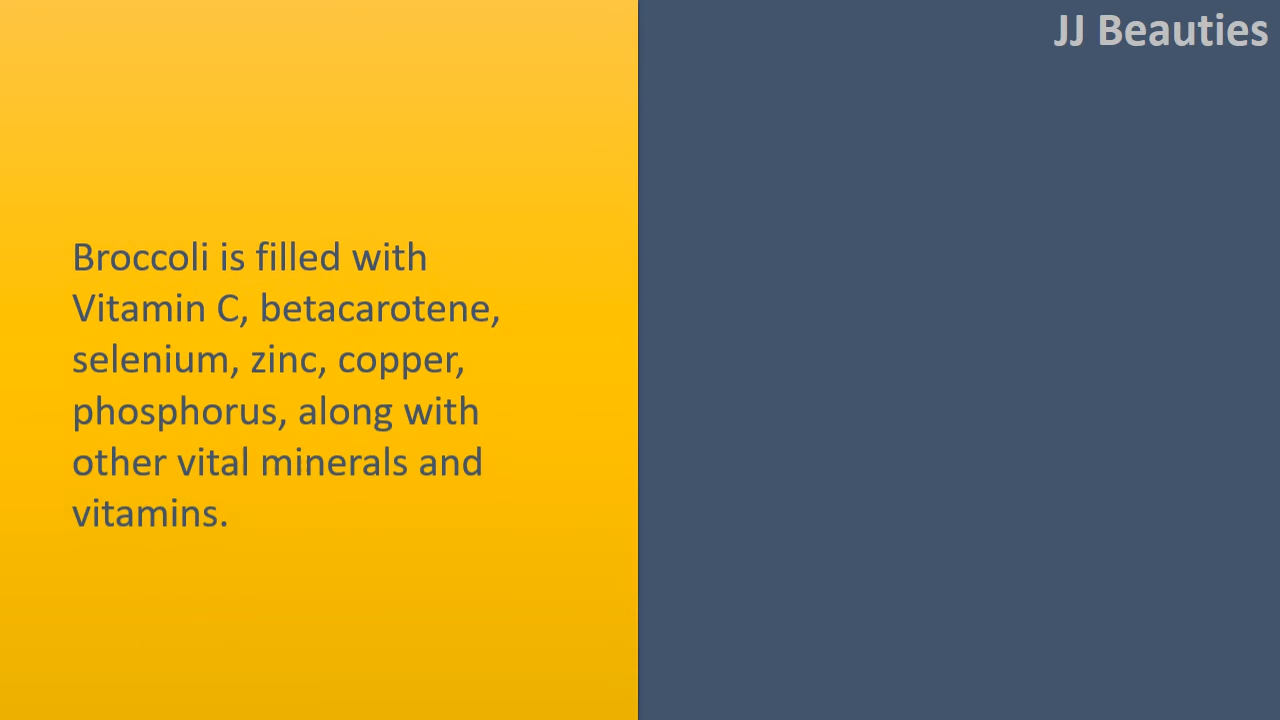 JJ Beauties
Broccoli is filled with
Vitamin C, betacarotene,
selenium, zinc, copper,
phosphorus, along with
other vital minerals and
vitamins.